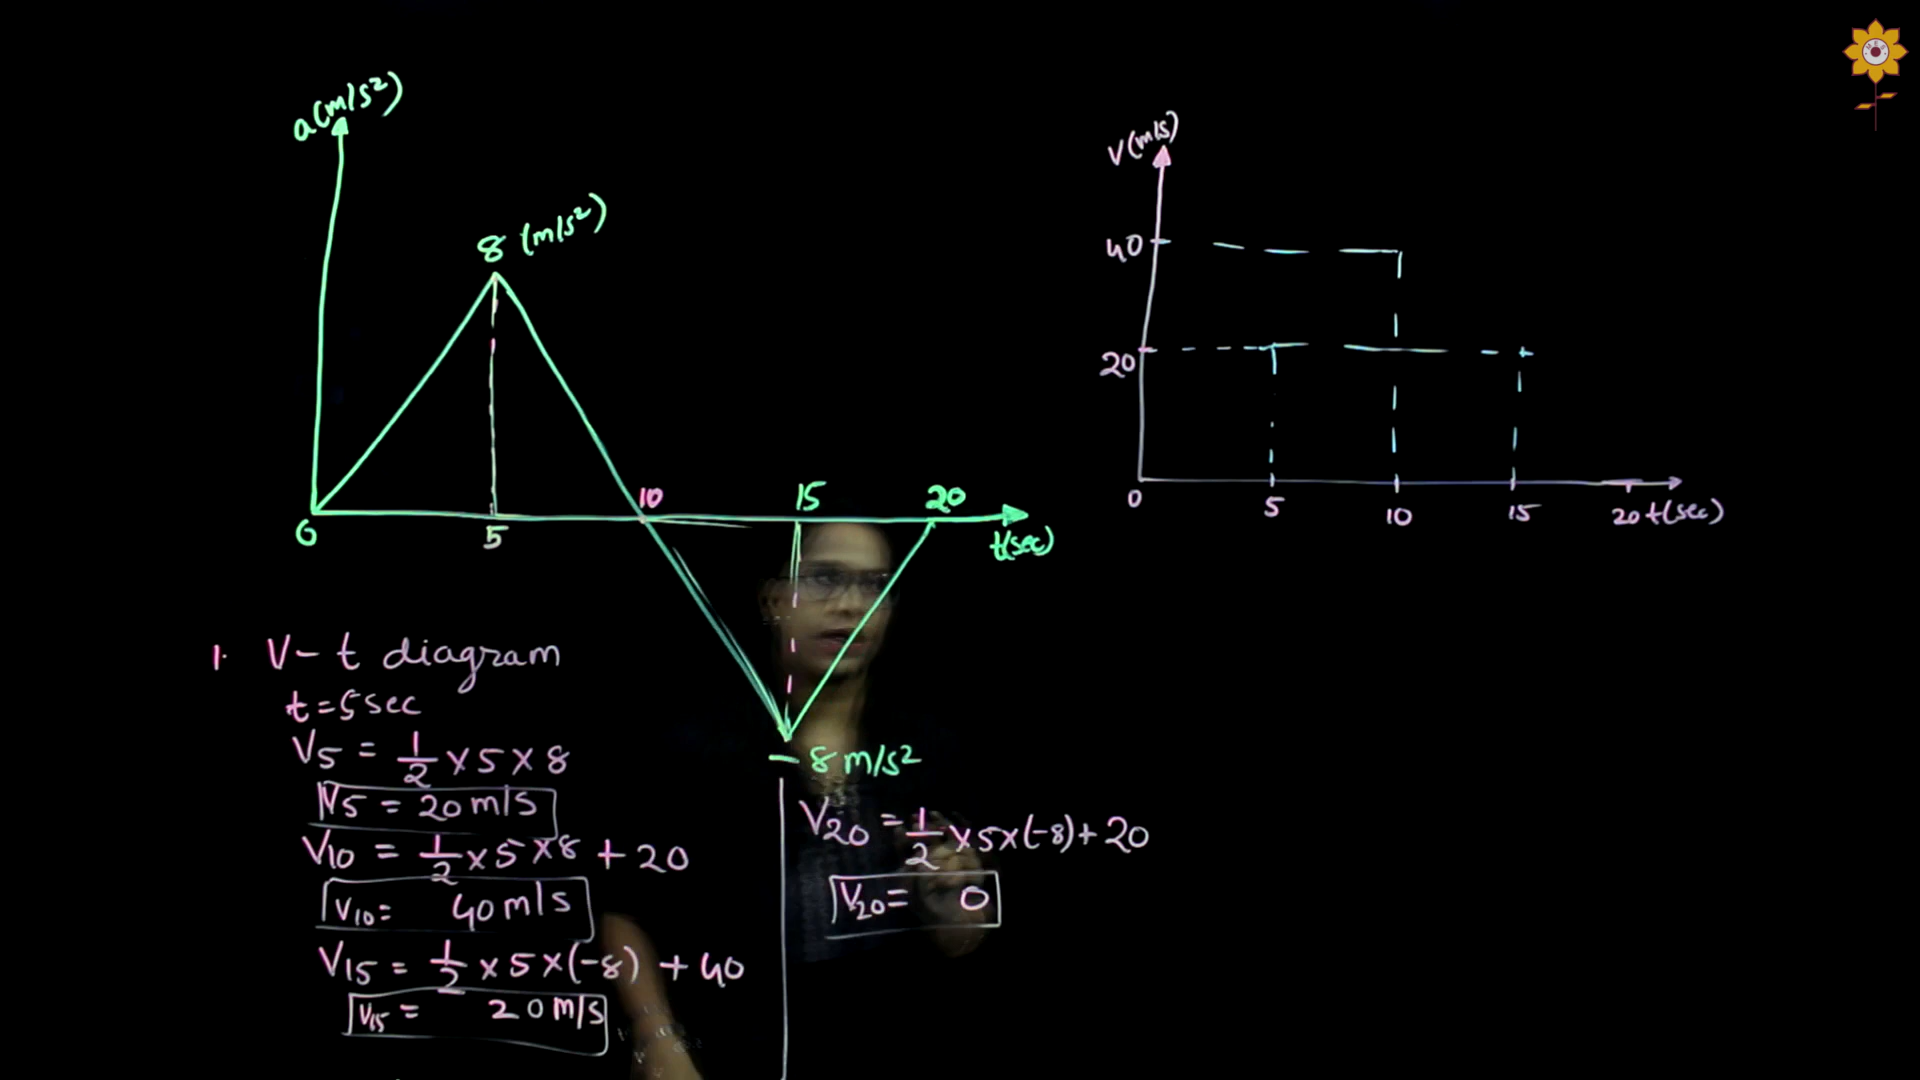 a(m/s²)
8 (m/s²)
0
5
10
15
20
t(sec)
- 8 m/s²
V(m/s)
40
20
0
5
10
15
20 t(sec)
1. V-t diagram
t = 5 sec
V5 = 1/2 × 5 × 8
V5 = 20 m/s
V10 = 1/2 × 5 × 8 + 20
V10 = 40 m/s
V15 = 1/2 × 5 × (-8) + 40
V15 = 20 m/s
V20 = 1/2 × 5 × (-8) + 20
V20 = 0